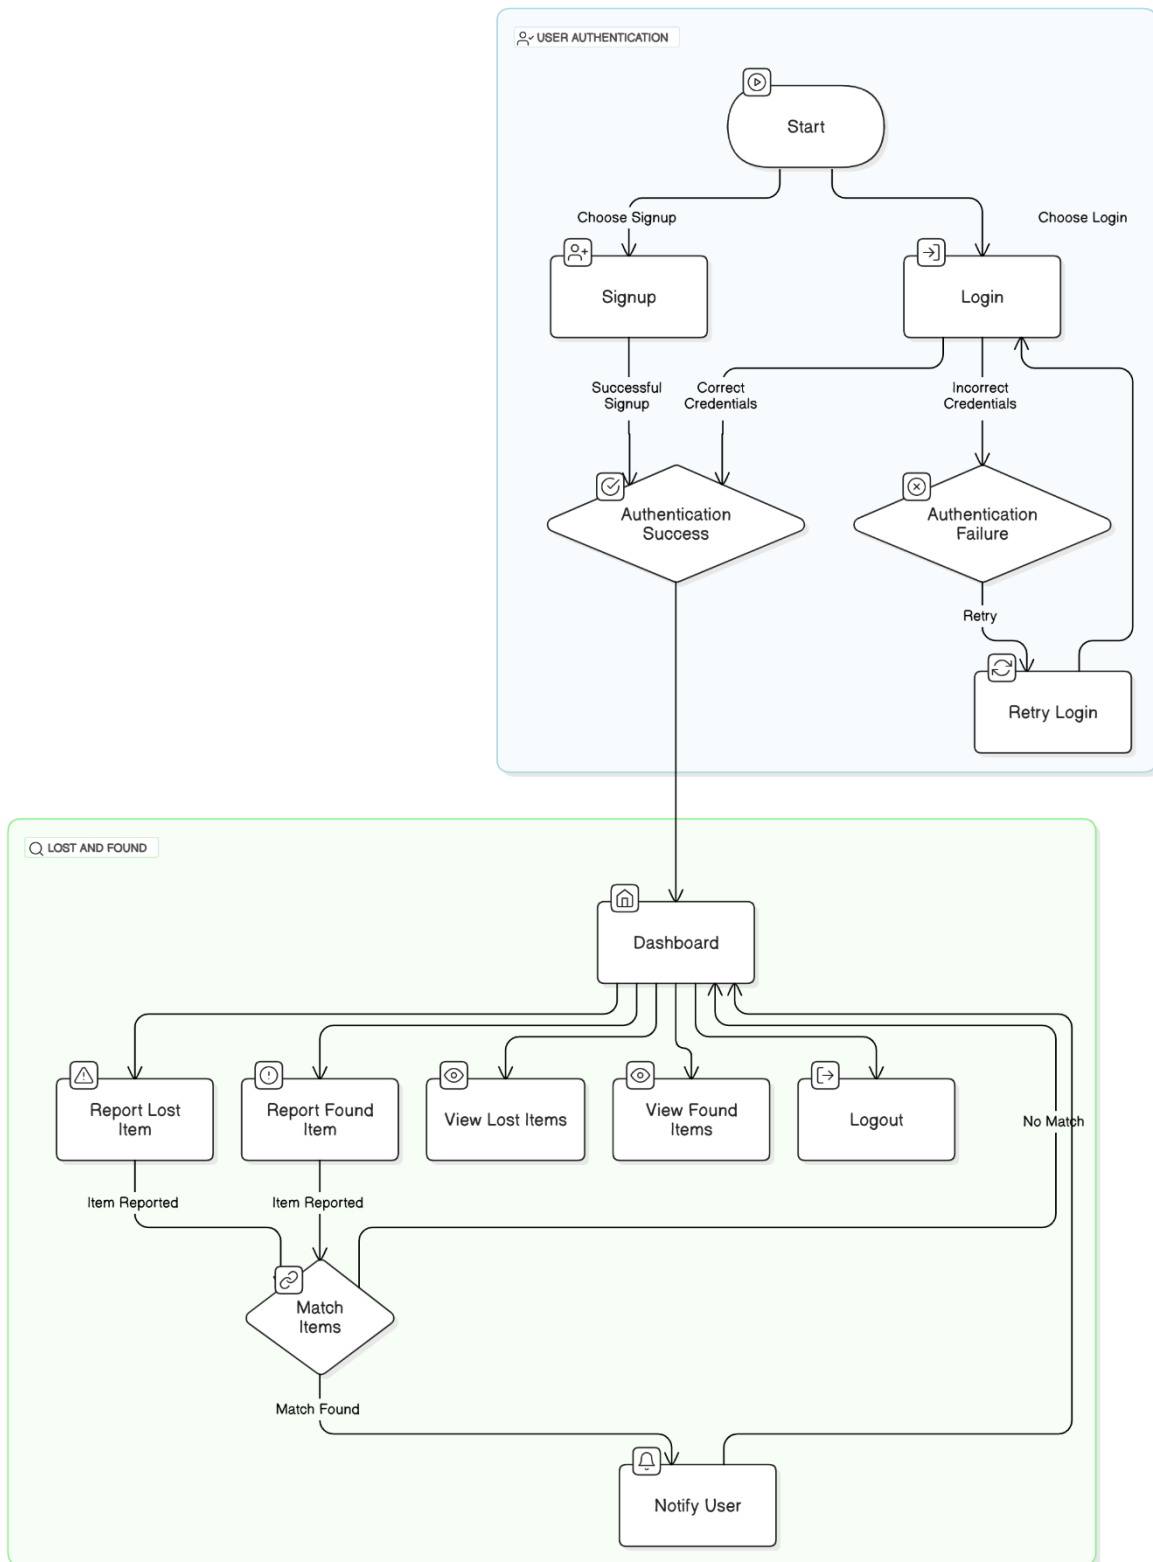 USER AUTHENTICATION
Start
Choose Signup
Choose Login
Signup
Login
Successful
Signup
Correct
Credentials
Incorrect
Credentials
Authentication
Success
Authentication
Failure
Retry
Retry Login
LOST AND FOUND
Dashboard
Report Lost
Item
Report Found
Item
View Lost Items
View Found
Items
Logout
No Match
Item Reported
Item Reported
Match
Items
Match Found
Notify User